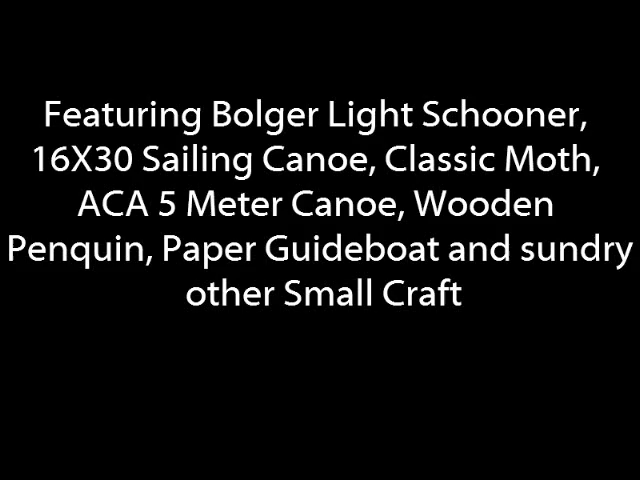 Featuring Bolger Light Schooner,
16X30 Sailing Canoe, Classic Moth,
ACA 5 Meter Canoe, Wooden
Penquin, Paper Guideboat and sundry
other Small Craft